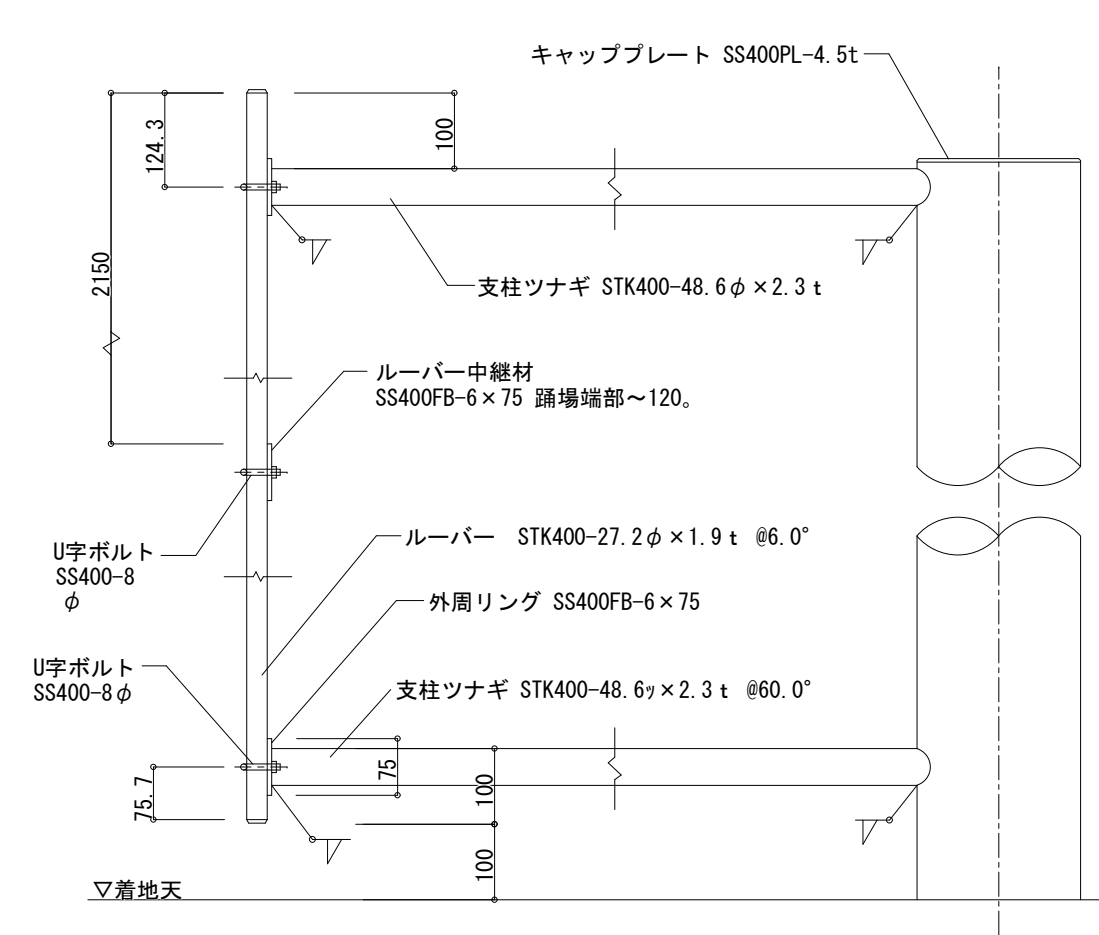 キャッププレート SS400PL-4.5t
124.3
100
2150
支柱ツナギ STK400-48.6φ×2.3ｔ
ルーバー中継材
SS400FB-6×75 踊場端部～120。
ルーバー　STK400-27.2φ×1.9ｔ @6.0°
U字ボルト
SS400-8
φ
外周リング SS400FB-6×75
U字ボルト
SS400-8φ
支柱ツナギ STK400-48.6ｯ×2.3ｔ @60.0°
75
75.7
100
100
▽着地天